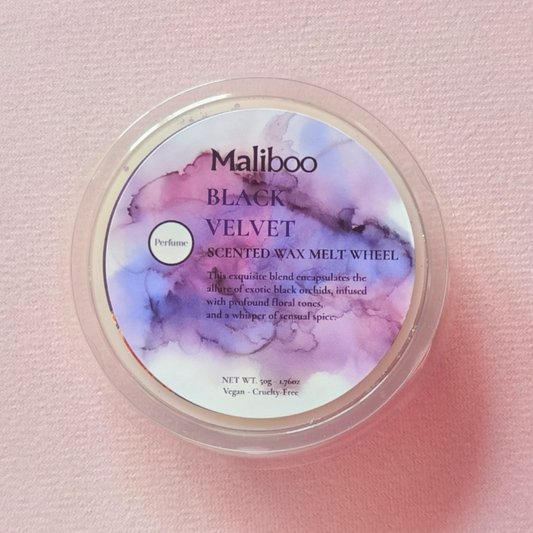 Maliboo
BLACK
VELVET
Perfume
SCENTED WAX MELT WHEEL
This exquisite blend encapsulates the
allure of exotic black orchids, infused
with profound floral tones,
and a whisper of sensual spice.
NET WT. 50g - 1.76oz
Vegan - Cruelty-Free